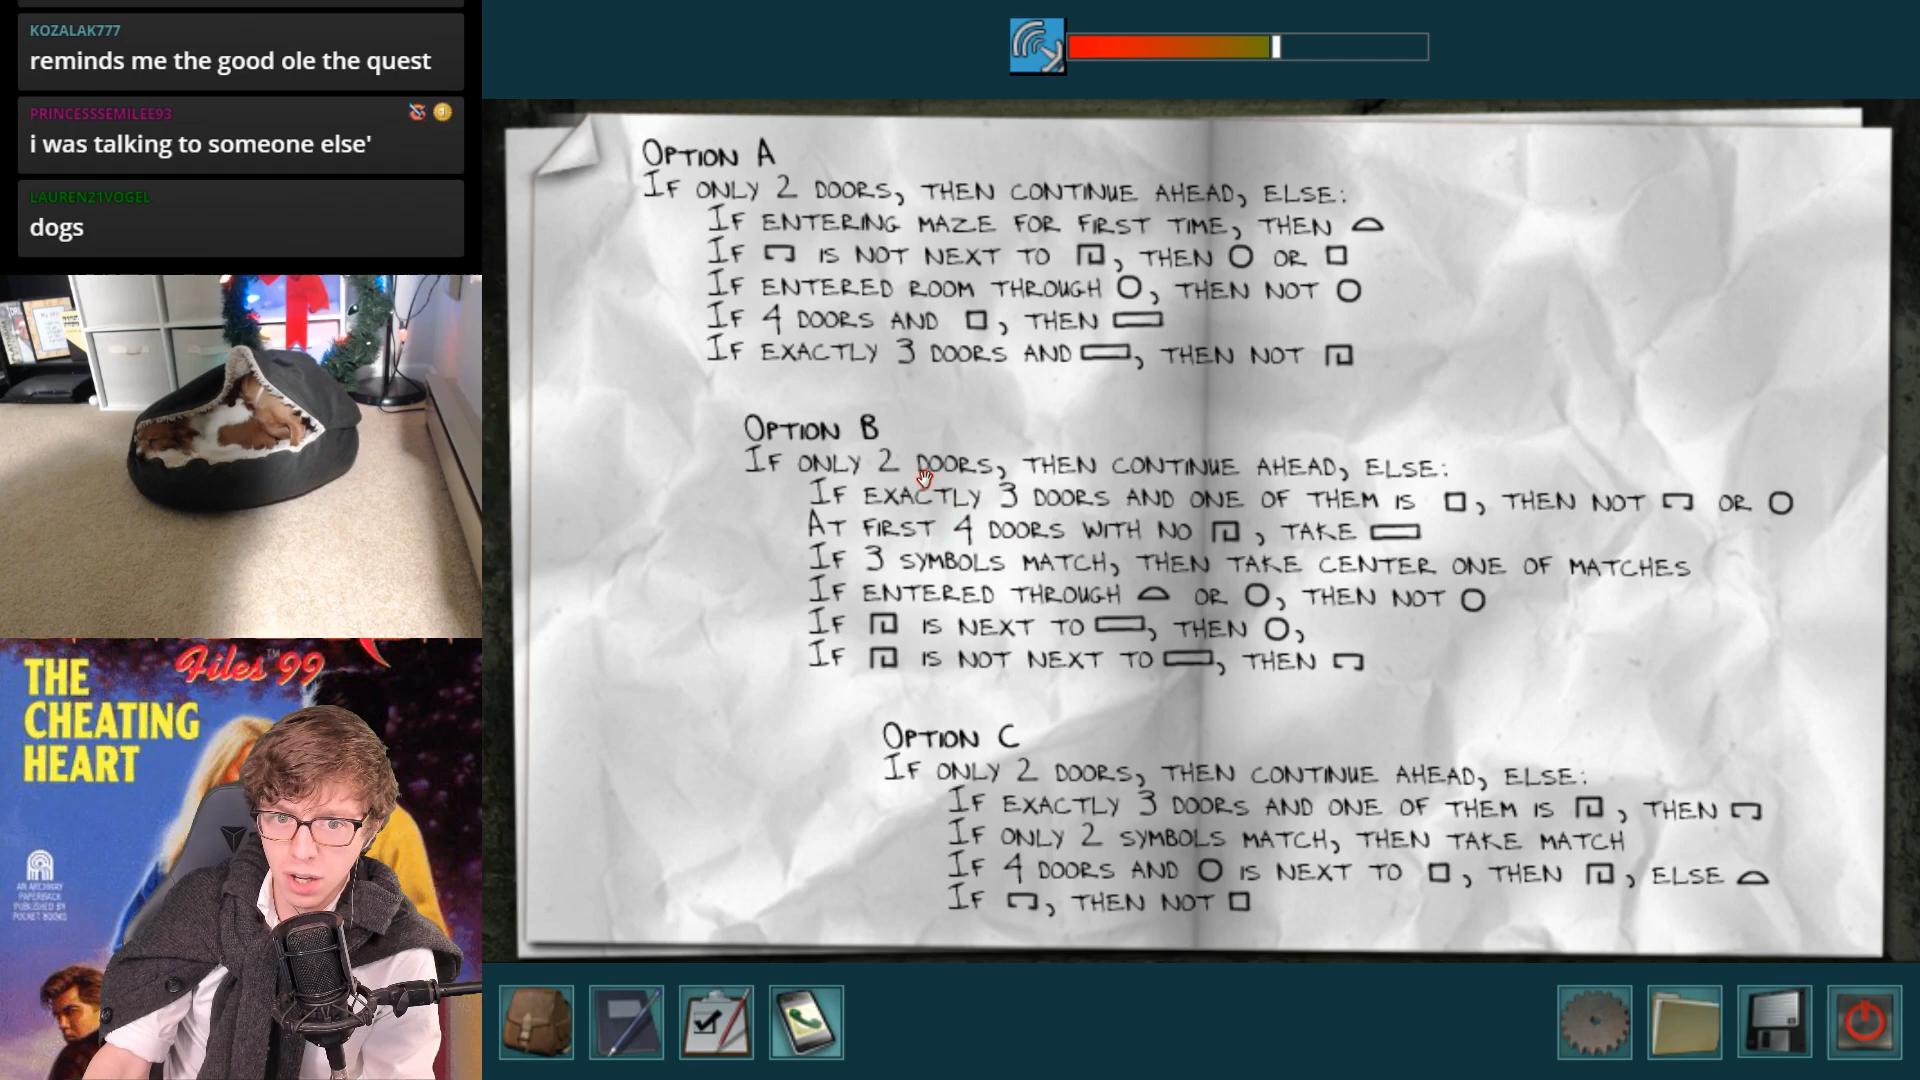 KOZALAK777
reminds me the good ole the quest
PRINCESSSEMILEE93
i was talking to someone else'
LAUREN21VOGEL
dogs
Files 99
THE
CHEATING
HEART
AN ARCHWAY
PAPERBACK
PUBLISHED BY
POCKET BOOKS
OPTION A
IF ONLY 2 DOORS, THEN CONTINUE AHEAD, ELSE:
IF ENTERING MAZE FOR FIRST TIME, THEN
IF IS NOT NEXT TO , THEN OR
IF ENTERED ROOM THROUGH , THEN NOT
IF 4 DOORS AND , THEN
IF EXACTLY 3 DOORS AND , THEN NOT
OPTION B
IF ONLY 2 DOORS, THEN CONTINUE AHEAD, ELSE:
IF EXACTLY 3 DOORS AND ONE OF THEM IS , THEN NOT OR
AT FIRST 4 DOORS WITH NO , TAKE
IF 3 SYMBOLS MATCH, THEN TAKE CENTER ONE OF MATCHES
IF ENTERED THROUGH OR , THEN NOT
IF IS NEXT TO , THEN ,
IF IS NOT NEXT TO , THEN
OPTION C
IF ONLY 2 DOORS, THEN CONTINUE AHEAD, ELSE:
IF EXACTLY 3 DOORS AND ONE OF THEM IS , THEN
IF ONLY 2 SYMBOLS MATCH, THEN TAKE MATCH
IF 4 DOORS AND IS NEXT TO , THEN , ELSE
IF , THEN NOT